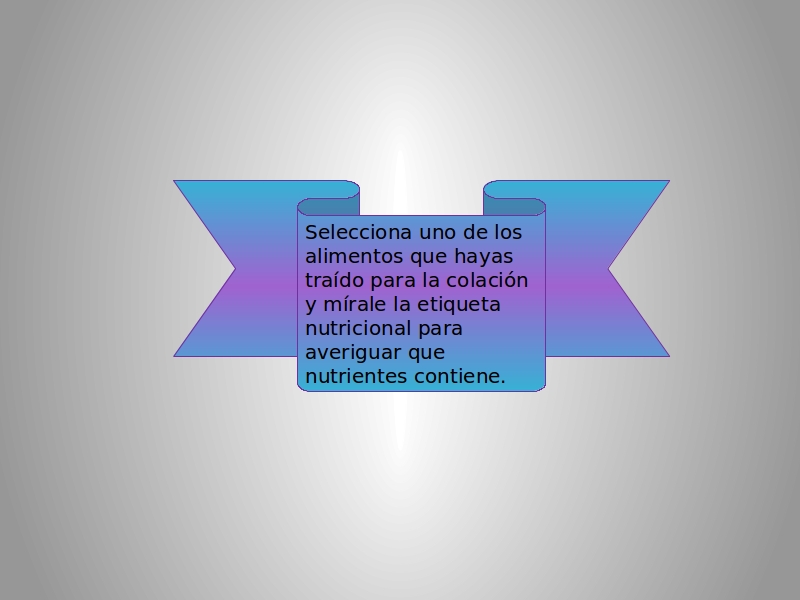 Selecciona uno de los
alimentos que hayas
traído para la colación
y mírale la etiqueta
nutricional para
averiguar que
nutrientes contiene.